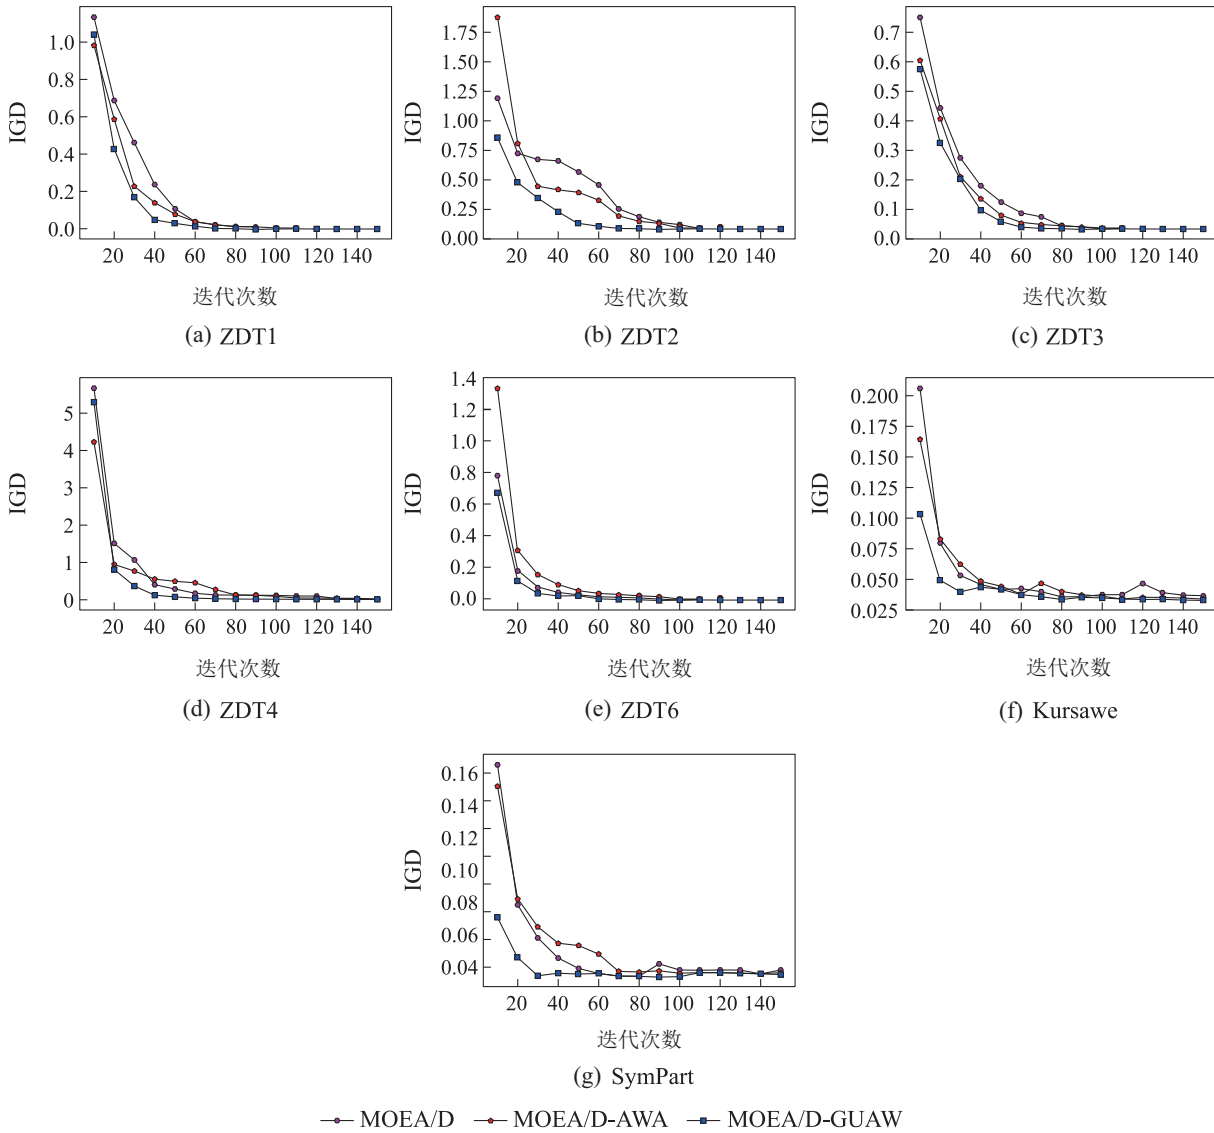 1.0
0.8
0.6
0.4
0.2
0.0
IGD
20 40 60 80 100 120 140
迭代次数
(a) ZDT1
1.75
1.50
1.25
1.00
0.75
0.50
0.25
0.00
IGD
20 40 60 80 100 120 140
迭代次数
(b) ZDT2
0.7
0.6
0.5
0.4
0.3
0.2
0.1
0.0
IGD
20 40 60 80 100 120 140
迭代次数
(c) ZDT3
5
4
3
2
1
0
IGD
20 40 60 80 100 120 140
迭代次数
(d) ZDT4
1.4
1.2
1.0
0.8
0.6
0.4
0.2
0.0
IGD
20 40 60 80 100 120 140
迭代次数
(e) ZDT6
0.200
0.175
0.150
0.125
0.100
0.075
0.050
0.025
IGD
20 40 60 80 100 120 140
迭代次数
(f) Kursawe
0.16
0.14
0.12
0.10
0.08
0.06
0.04
IGD
20 40 60 80 100 120 140
迭代次数
(g) SymPart
MOEA/D MOEA/D-AWA MOEA/D-GUAW